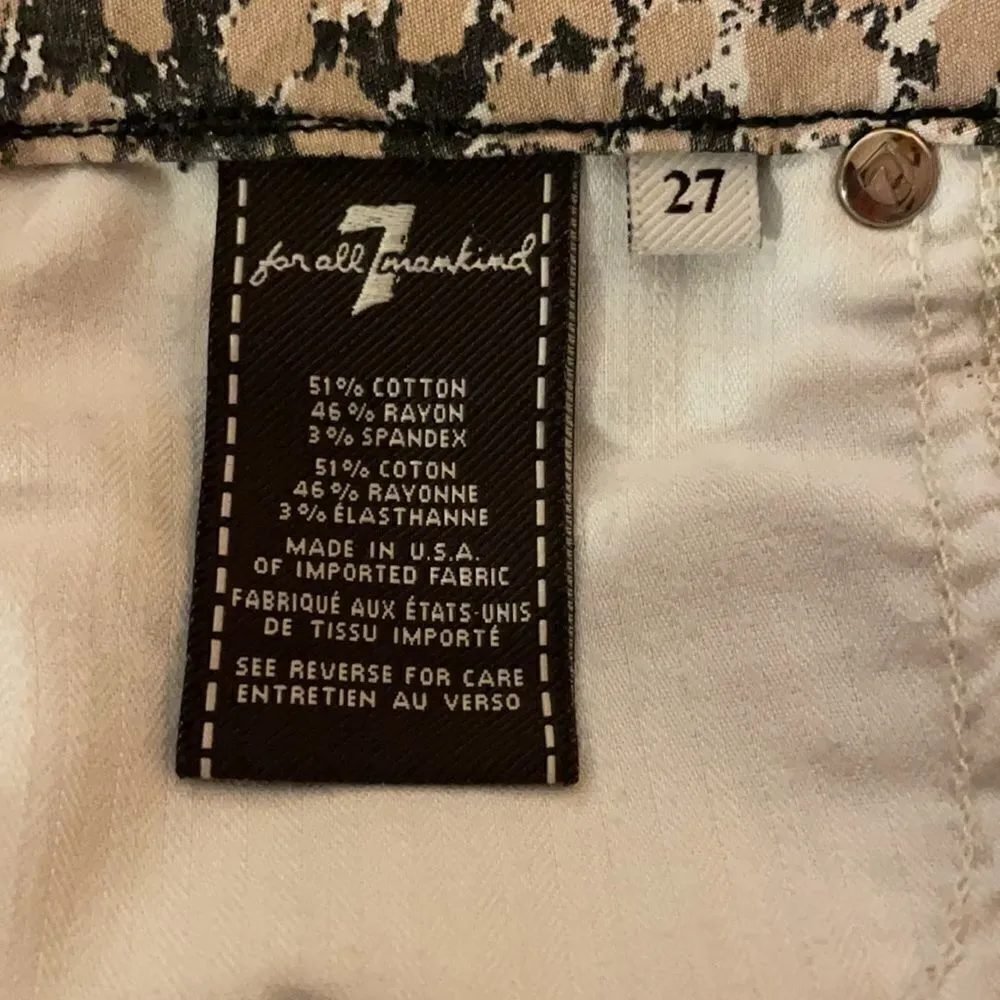 for all 7 mankind
27
51% COTTON
46% RAYON
3% SPANDEX
51% COTON
46% RAYONNE
3% ÉLASTHANNE
MADE IN U.S.A.
OF IMPORTED FABRIC
FABRIQUÉ AUX ÉTATS-UNIS
DE TISSU IMPORTÉ
SEE REVERSE FOR CARE
ENTRETIEN AU VERSO